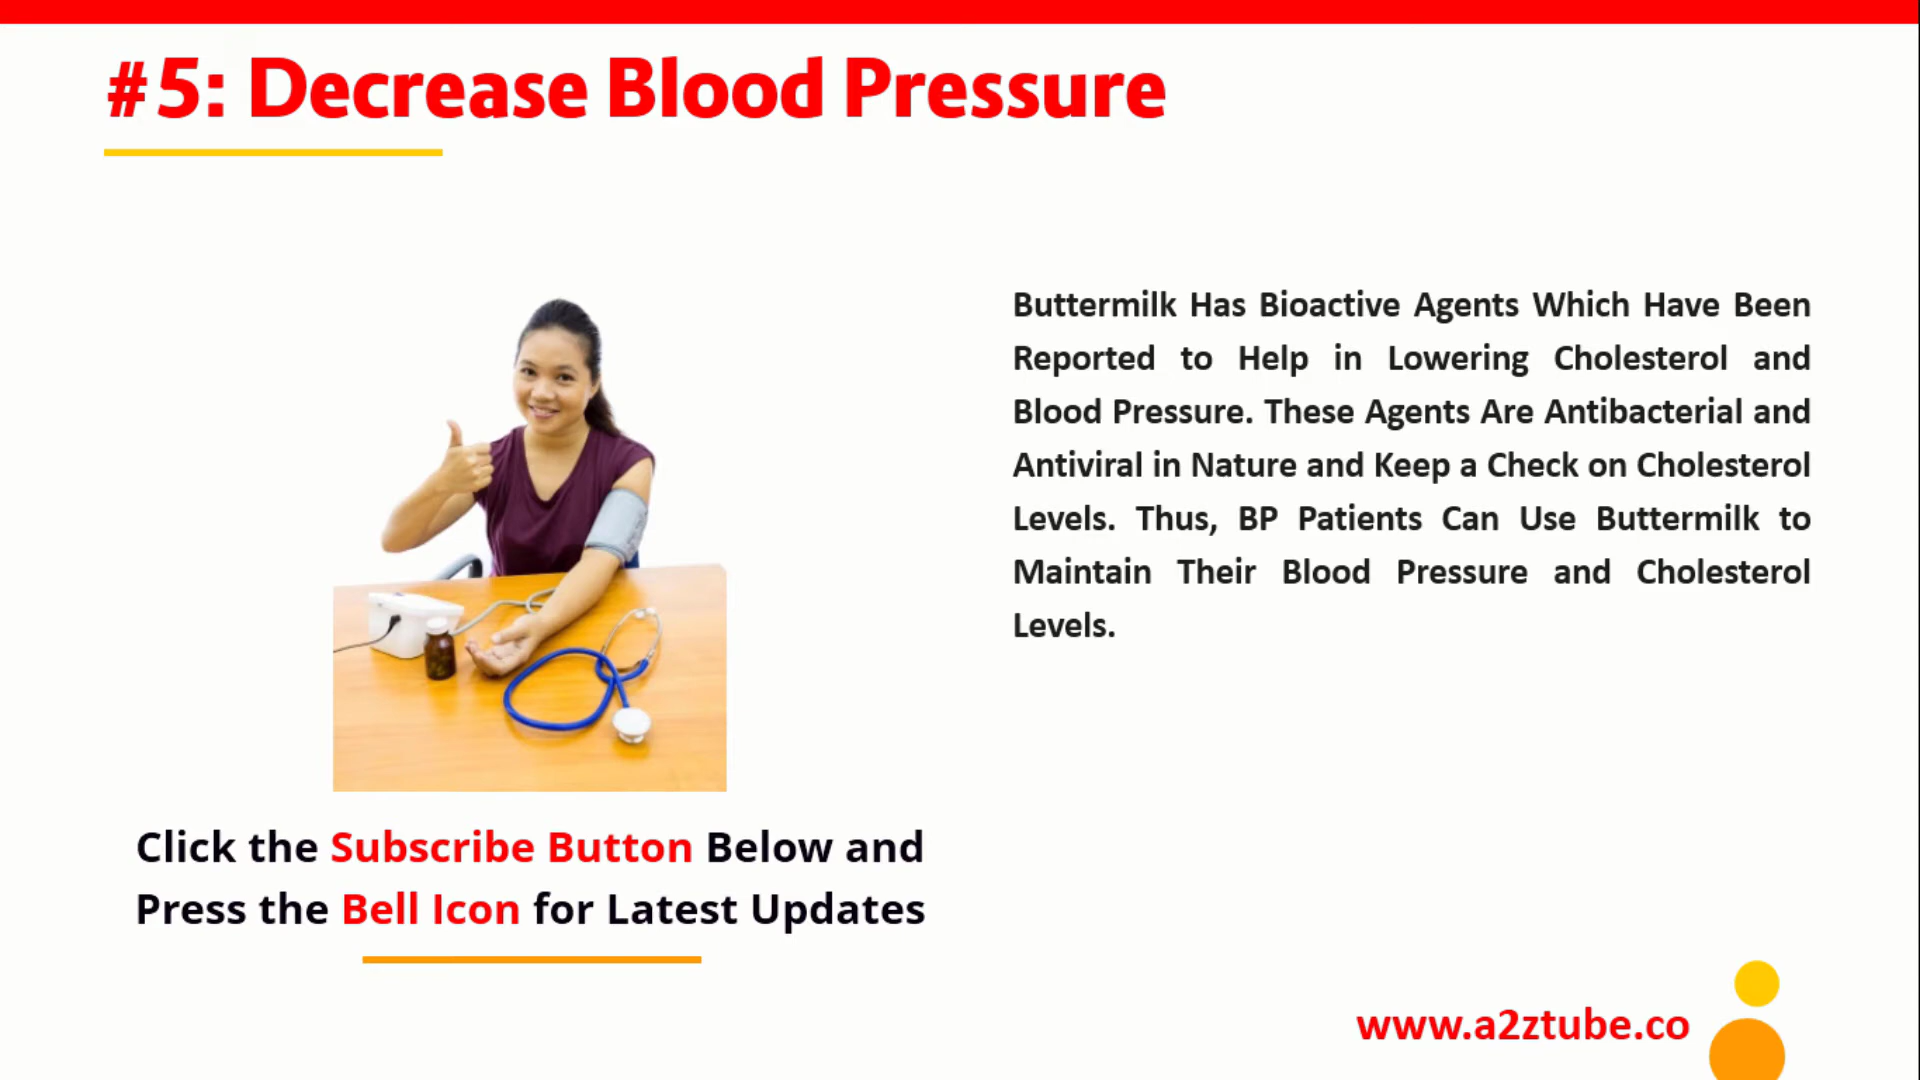 #5: Decrease Blood Pressure
Buttermilk Has Bioactive Agents Which Have Been
Reported to Help in Lowering Cholesterol and
Blood Pressure. These Agents Are Antibacterial and
Antiviral in Nature and Keep a Check on Cholesterol
Levels. Thus, BP Patients Can Use Buttermilk to
Maintain Their Blood Pressure and Cholesterol
Levels.
Click the Subscribe Button Below and
Press the Bell Icon for Latest Updates
www.a2ztube.co